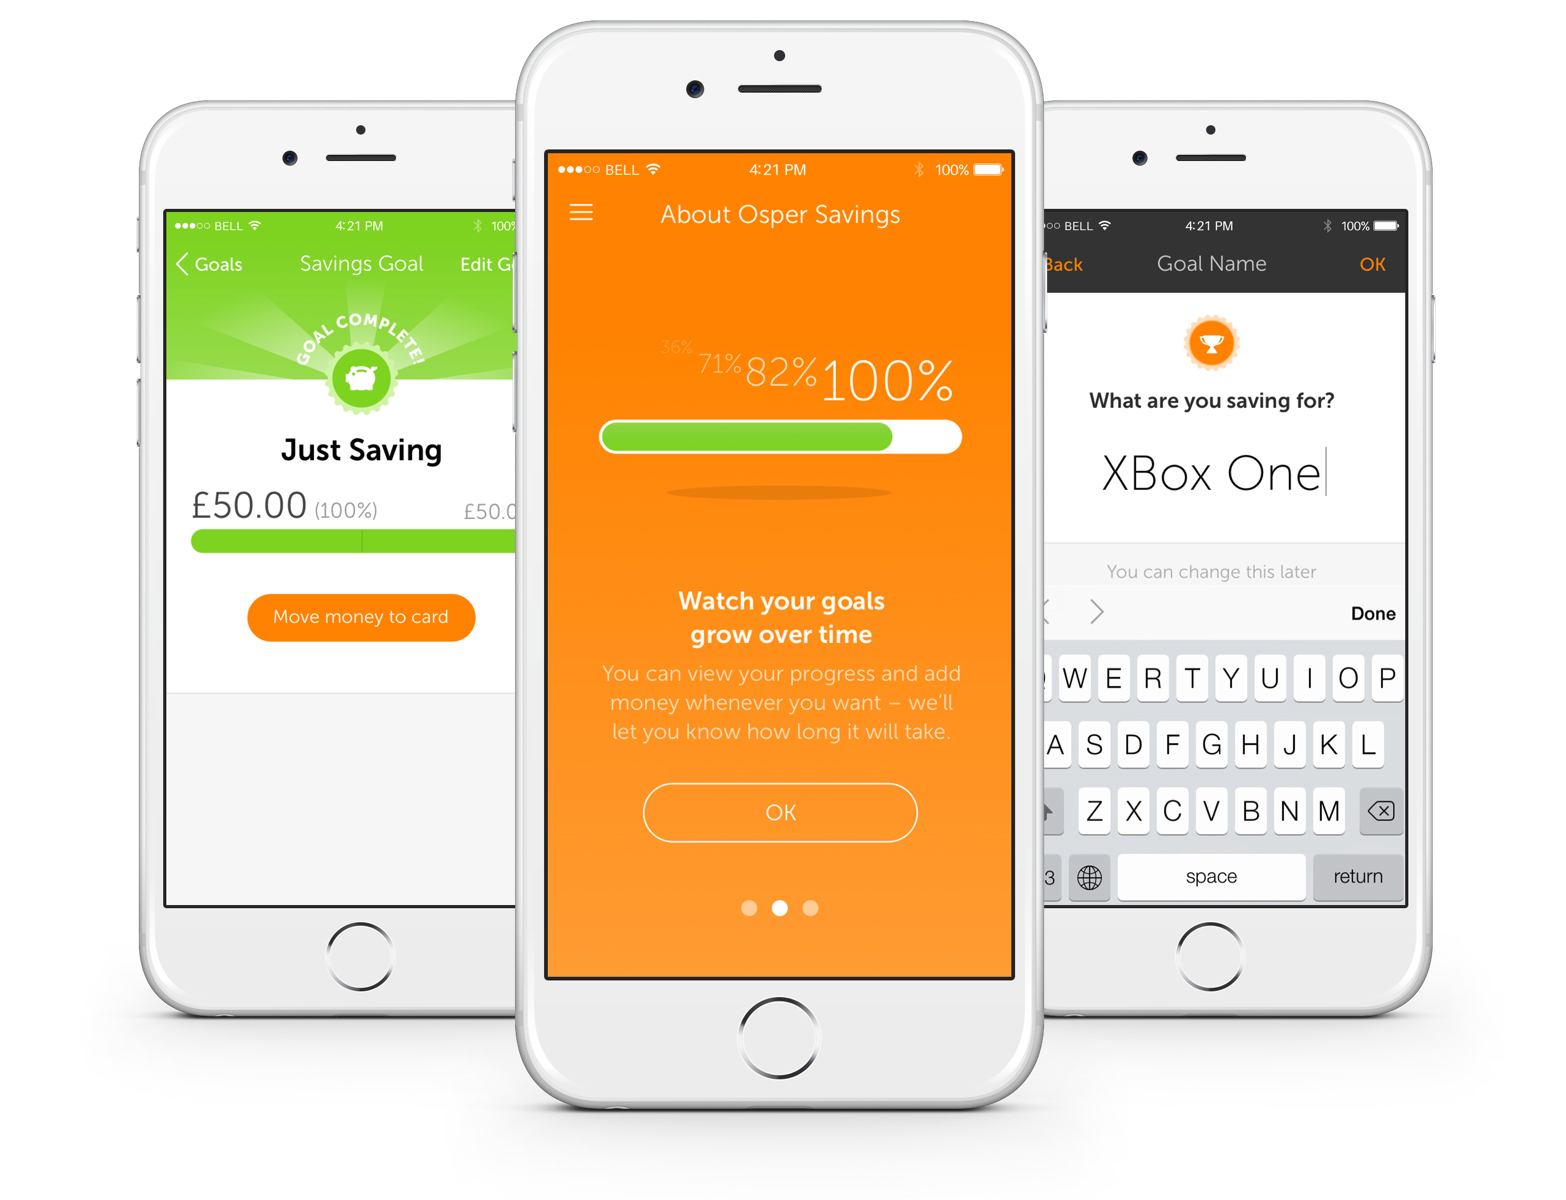 BELL 4:21 PM 100%
Goals Savings Goal Edit G
GOAL COMPLETE!
Just Saving
£50.00 (100%) £50.0
Move money to card
BELL 4:21 PM 100%
About Osper Savings
36% 71% 82% 100%
Watch your goals
grow over time
You can view your progress and add
money whenever you want – we'll
let you know how long it will take.
OK
BELL 4:21 PM 100%
Back Goal Name OK
What are you saving for?
XBox One
You can change this later
Done
Q W E R T Y U I O P
A S D F G H J K L
Z X C V B N M
3 space return